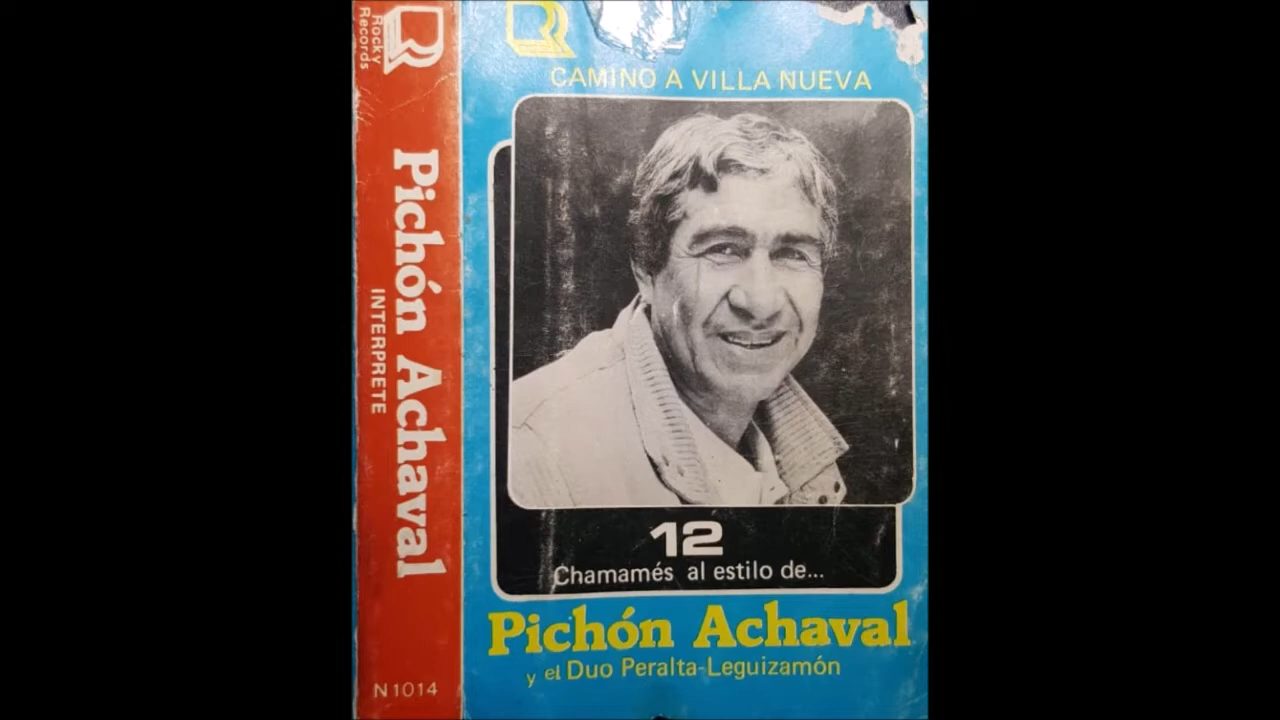 Rocky
Records
Pichón Achaval
INTERPRETE
N1014
CAMINO A VILLA NUEVA
12
Chamamés al estilo de...
Pichón Achaval
y el Duo Peralta-Leguizamón